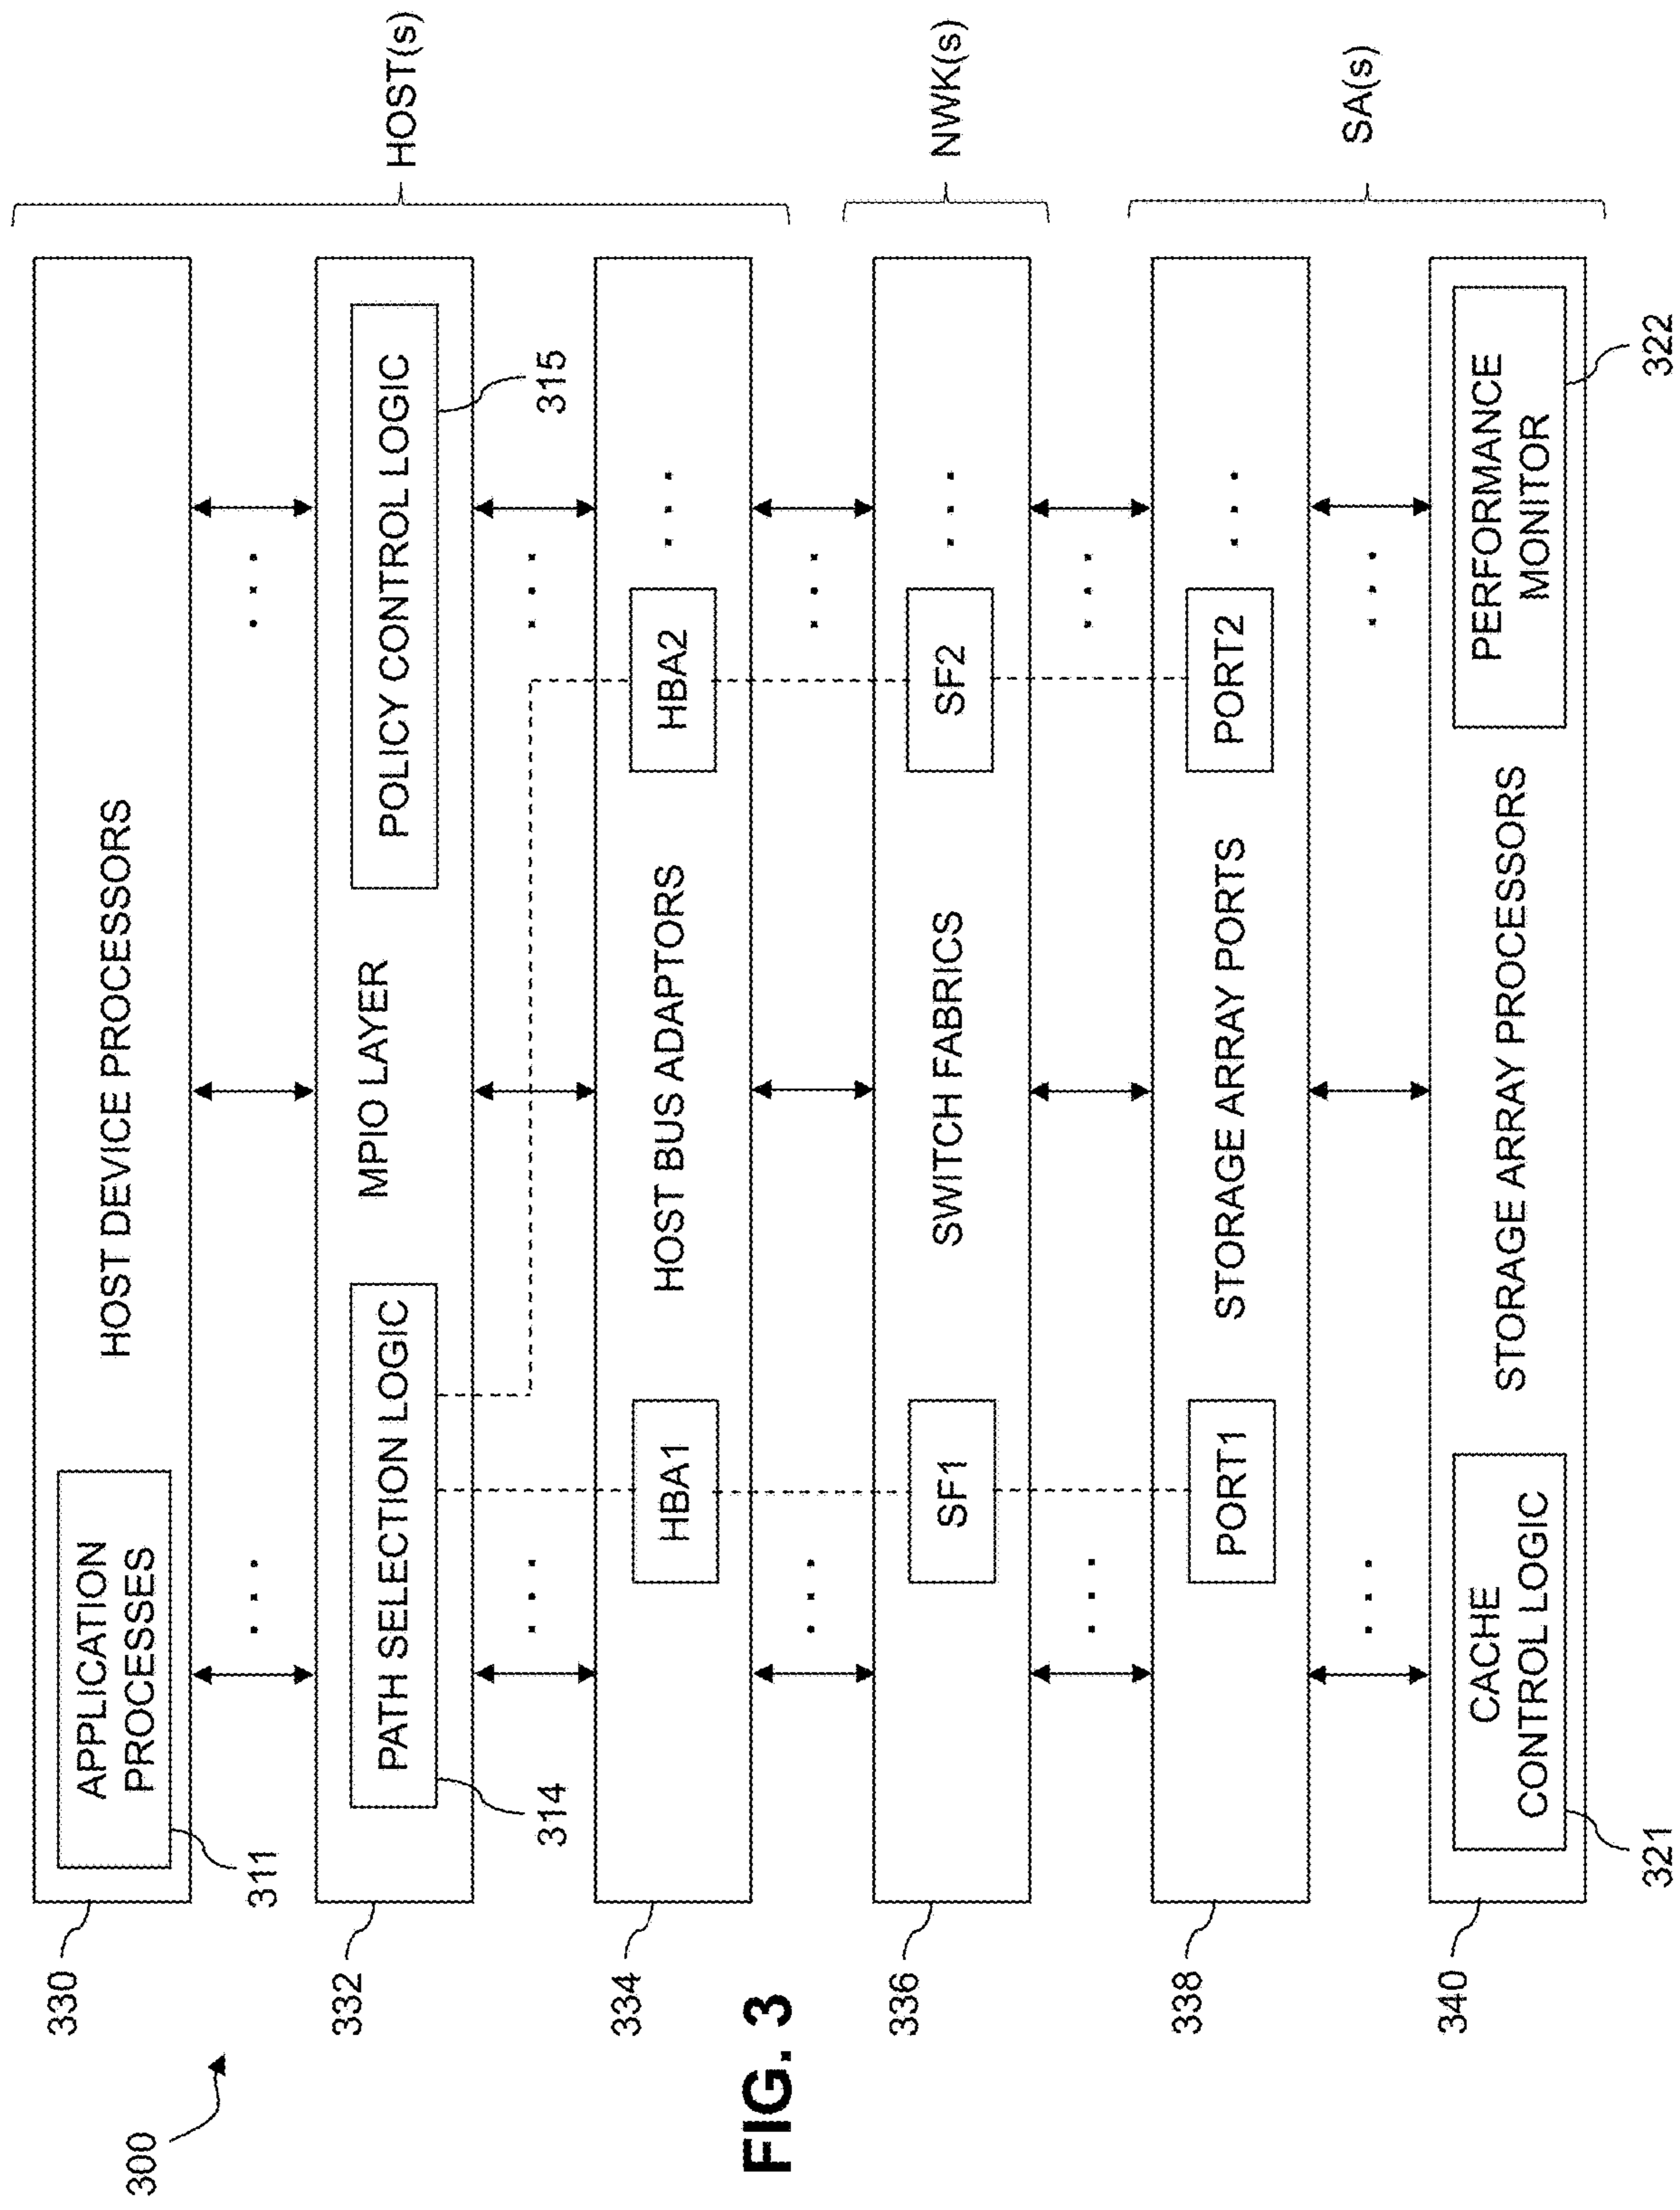 300
330
HOST DEVICE PROCESSORS
APPLICATION
PROCESSES
311
HOST(s)
332
PATH SELECTION LOGIC
314
MPIO LAYER
POLICY CONTROL LOGIC
315
334
HBA1
HOST BUS ADAPTORS
HBA2
336
SF1
SWITCH FABRICS
SF2
NWK(s)
338
PORT1
STORAGE ARRAY PORTS
PORT2
SA(s)
340
CACHE
CONTROL LOGIC
321
STORAGE ARRAY PROCESSORS
PERFORMANCE
MONITOR
322
FIG. 3